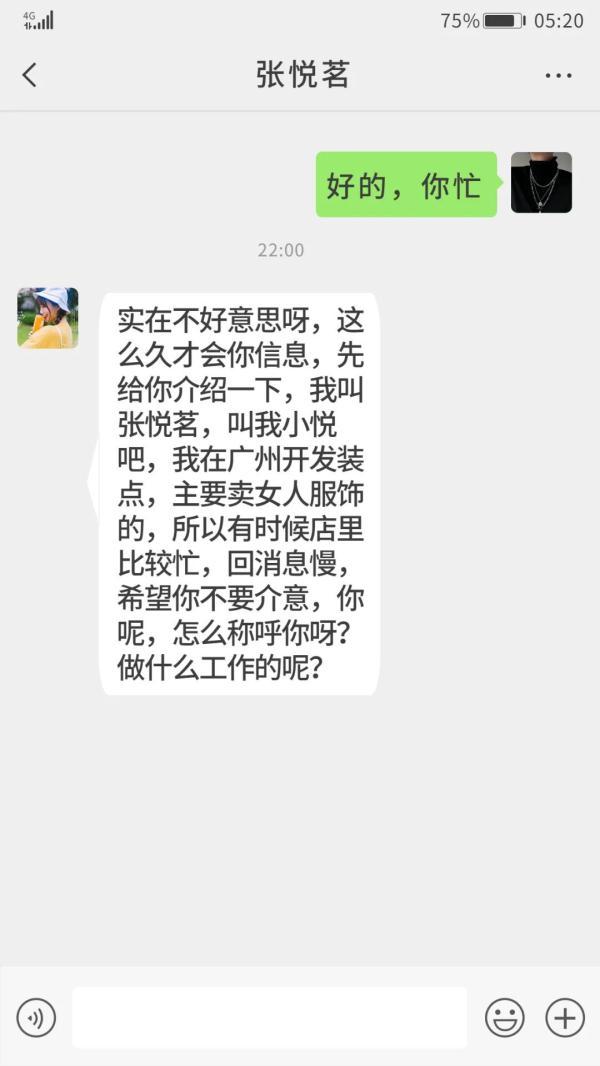 4G
75% 05:20
张悦茗
好的，你忙
22:00
实在不好意思呀，这
么久才会你信息，先
给你介绍一下，我叫
张悦茗，叫我小悦
吧，我在广州开发装
点，主要卖女人服饰
的，所以有时候店里
比较忙，回消息慢，
希望你不要介意，你
呢，怎么称呼你呀？
做什么工作的呢？